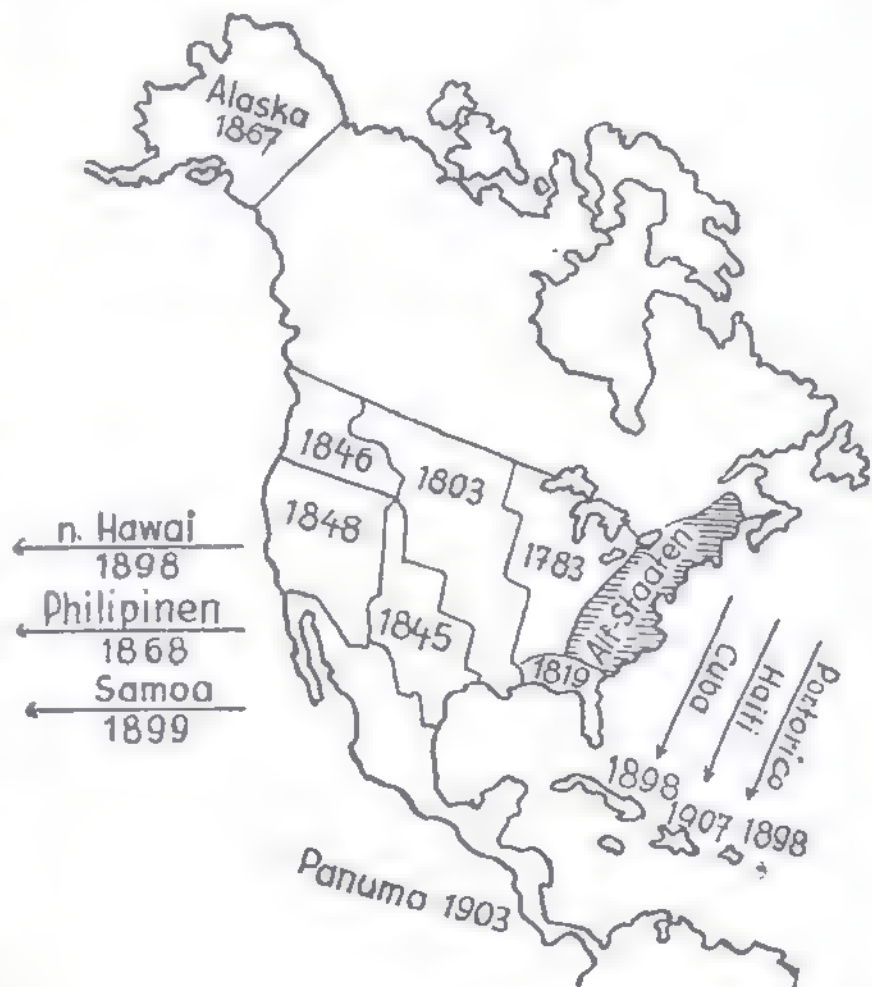 Alaska
1867
1846
1803
1848
1783
1845
1819
Alt-Staaten
n. Hawai
1898
Philipinen
1868
Samoa
1899
Cuba
Haiti
Portorico
1898
1907
1898
Panuma 1903